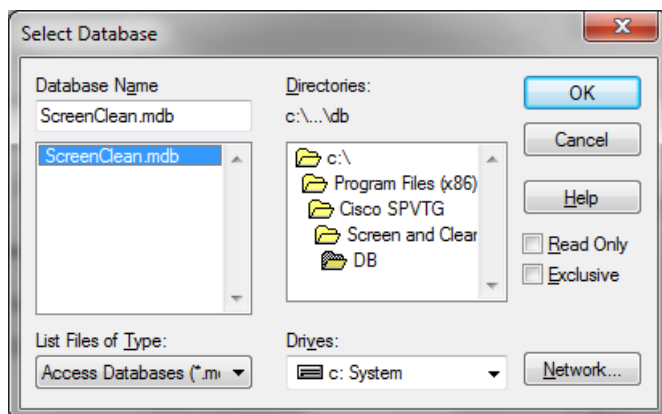 Select Database
Database Name
ScreenClean.mdb
ScreenClean.mdb
List Files of Type:
Access Databases (*.m
Directories:
c:\...\db
c:\
Program Files (x86)
Cisco SPVTG
Screen and Clear
DB
Drives:
c: System
OK
Cancel
Help
Read Only
Exclusive
Network...